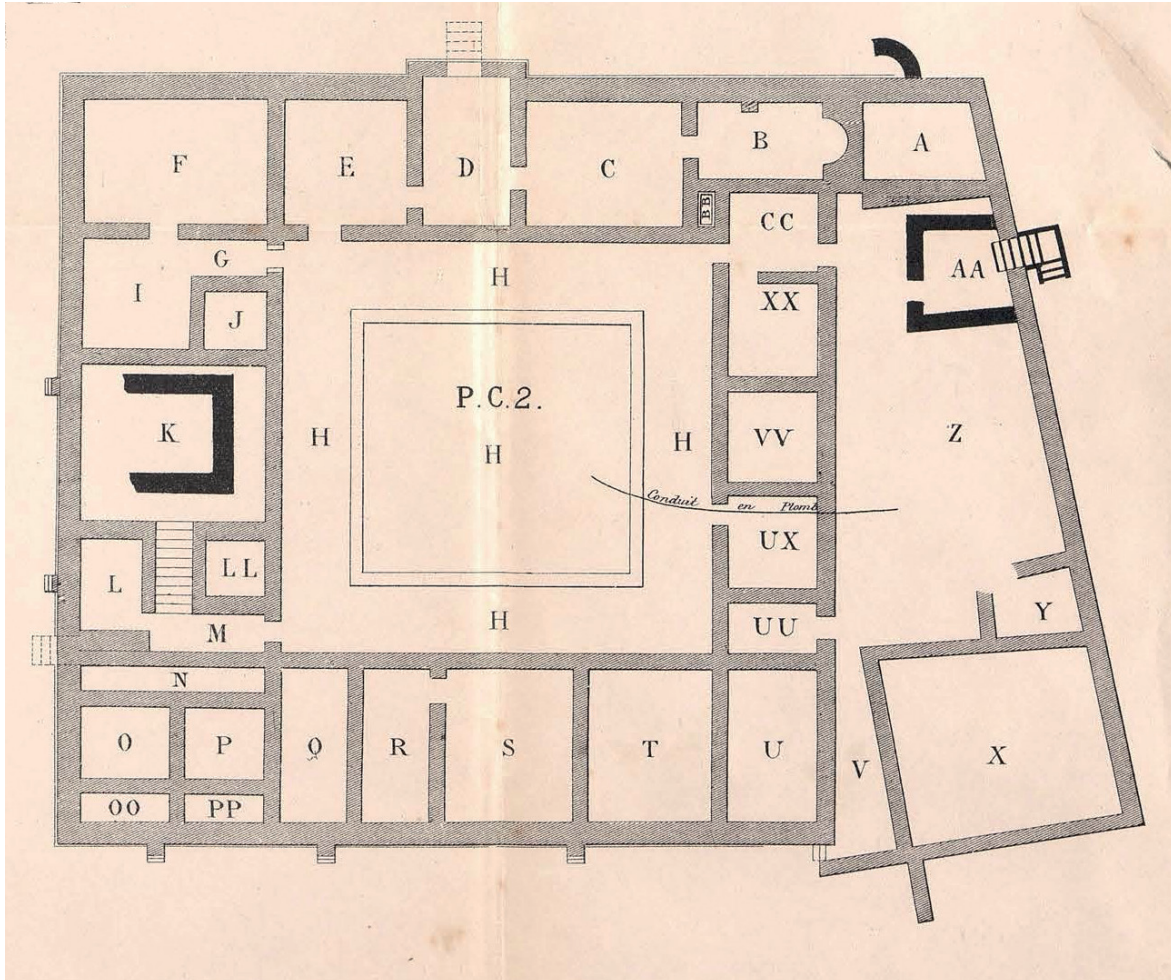 F E D C B A
BB CC
G H AA
I J XX
P.C.2.
K H H H VV Z
Conduit en Plomb
L LL UX
M H UU Y
N
O P Q R S T U V X
OO PP